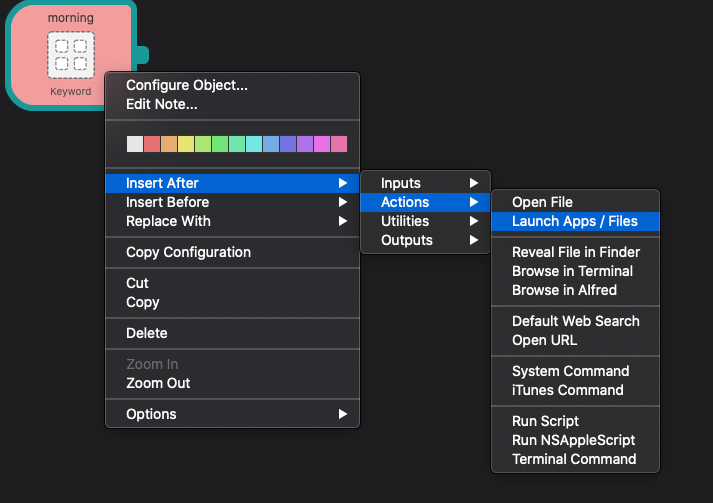 morning
Keyword
Configure Object...
Edit Note...
Insert After
Insert Before
Replace With
Copy Configuration
Cut
Copy
Delete
Zoom In
Zoom Out
Options
Inputs
Actions
Utilities
Outputs
Open File
Launch Apps / Files
Reveal File in Finder
Browse in Terminal
Browse in Alfred
Default Web Search
Open URL
System Command
iTunes Command
Run Script
Run NSAppleScript
Terminal Command